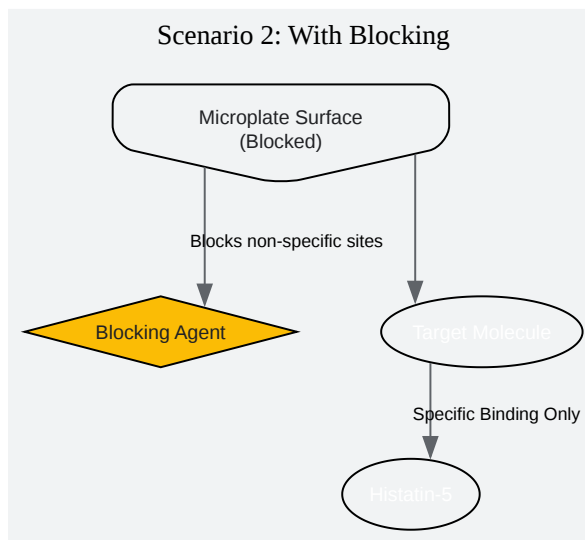 Scenario 2: With Blocking
Microplate Surface
(Blocked)
Blocks non-specific sites
Blocking Agent
Target Molecule
Specific Binding Only
Histatin-5